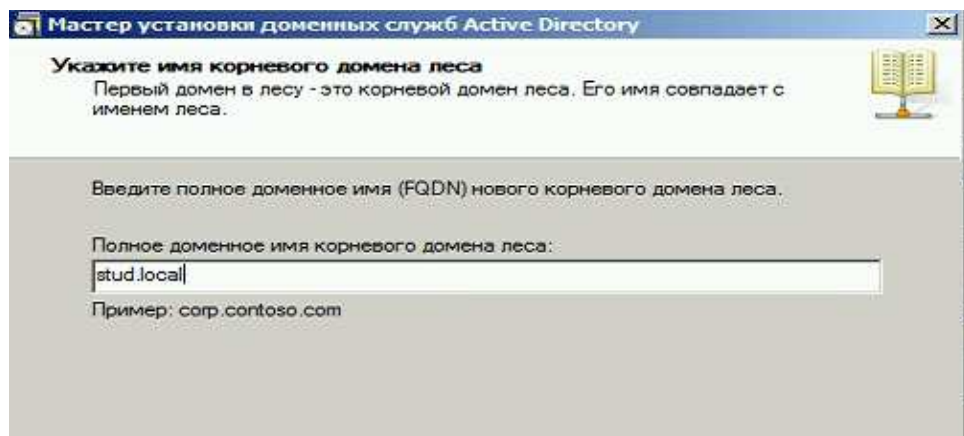 Мастер установки доменных служб Active Directory
Укажите имя корневого домена леса
Первый домен в лесу - это корневой домен леса. Его имя совпадает с
именем леса.
Введите полное доменное имя (FQDN) нового корневого домена леса.
Полное доменное имя корневого домена леса:
stud.local
Пример: corp.contoso.com